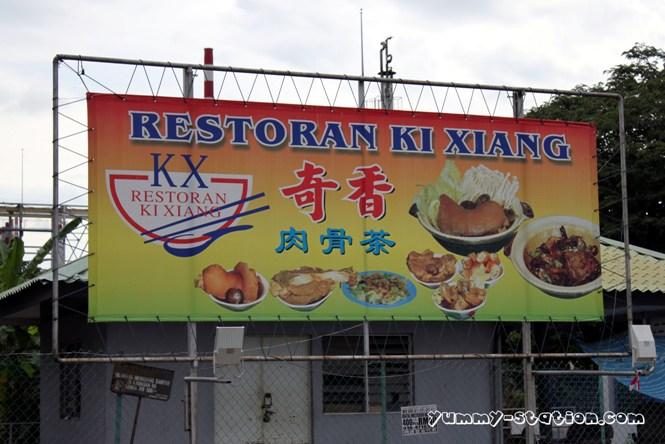 RESTORAN KI XIANG
KX
RESTORAN
KI XIANG
奇香
肉骨茶
yummy-station.com